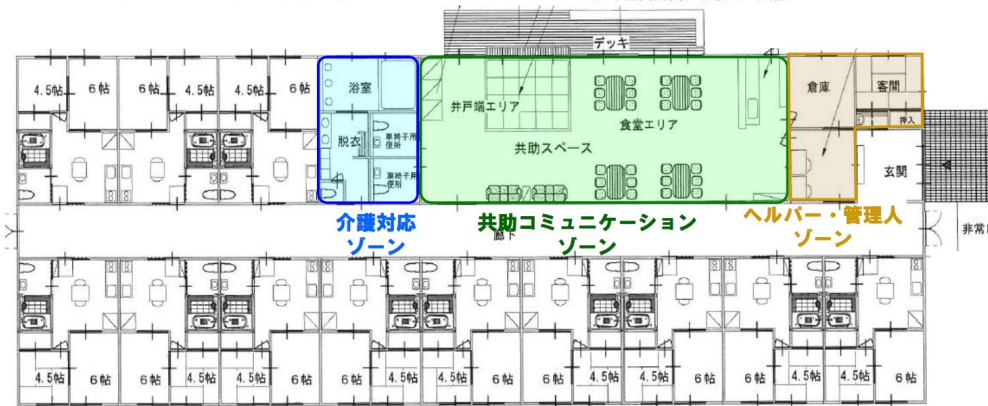 デッキ
4.5帖
6帖
6帖
4.5帖
4.5帖
6帖
浴室
脱衣
車椅子用
便所
車椅子用
便所
井戸端エリア
食堂エリア
共助スペース
倉庫
客間
押入
玄関
介護対応
ゾーン
共助コミュニケーション
ゾーン
ヘルパー・管理人
ゾーン
廊下
非常
4.5帖
6帖
6帖
4.5帖
4.5帖
6帖
6帖
4.5帖
4.5帖
6帖
6帖
4.5帖
4.5帖
6帖
6帖
4.5帖
4.5帖
6帖